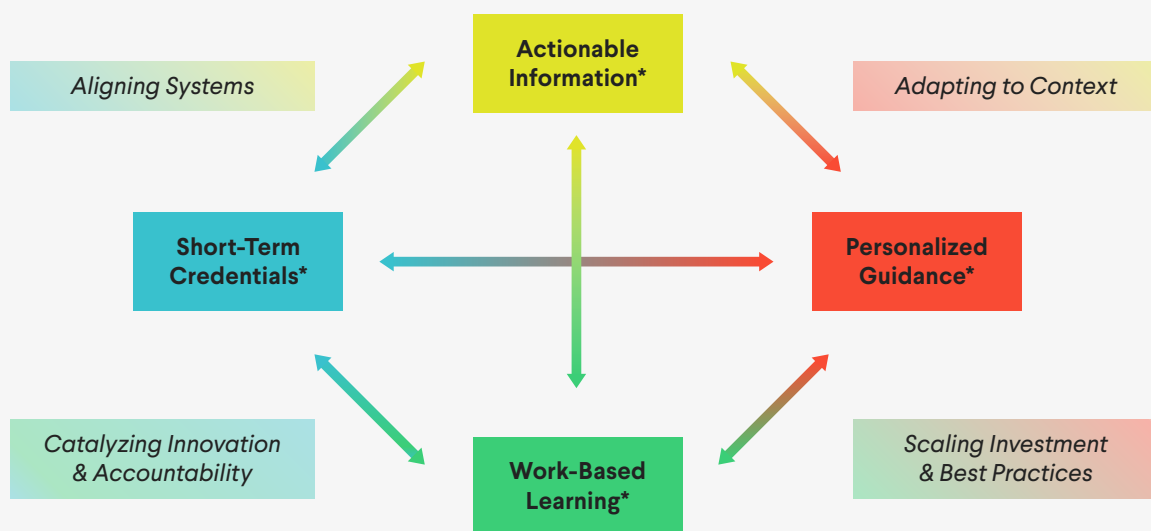 Actionable
Information*
Aligning Systems
Adapting to Context
Short-Term
Credentials*
Personalized
Guidance*
Catalyzing Innovation
& Accountability
Scaling Investment
& Best Practices
Work-Based
Learning*